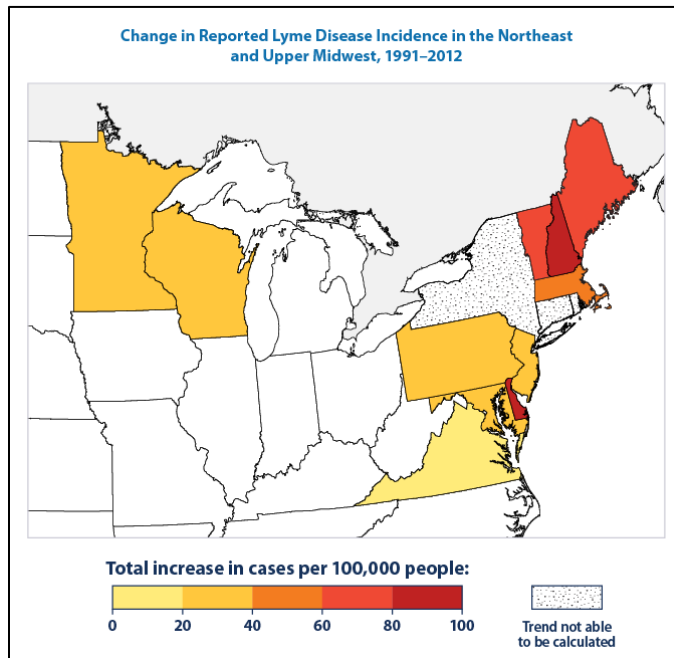 Change in Reported Lyme Disease Incidence in the Northeast
and Upper Midwest, 1991–2012
Total increase in cases per 100,000 people:
0 20 40 60 80 100
Trend not able
to be calculated